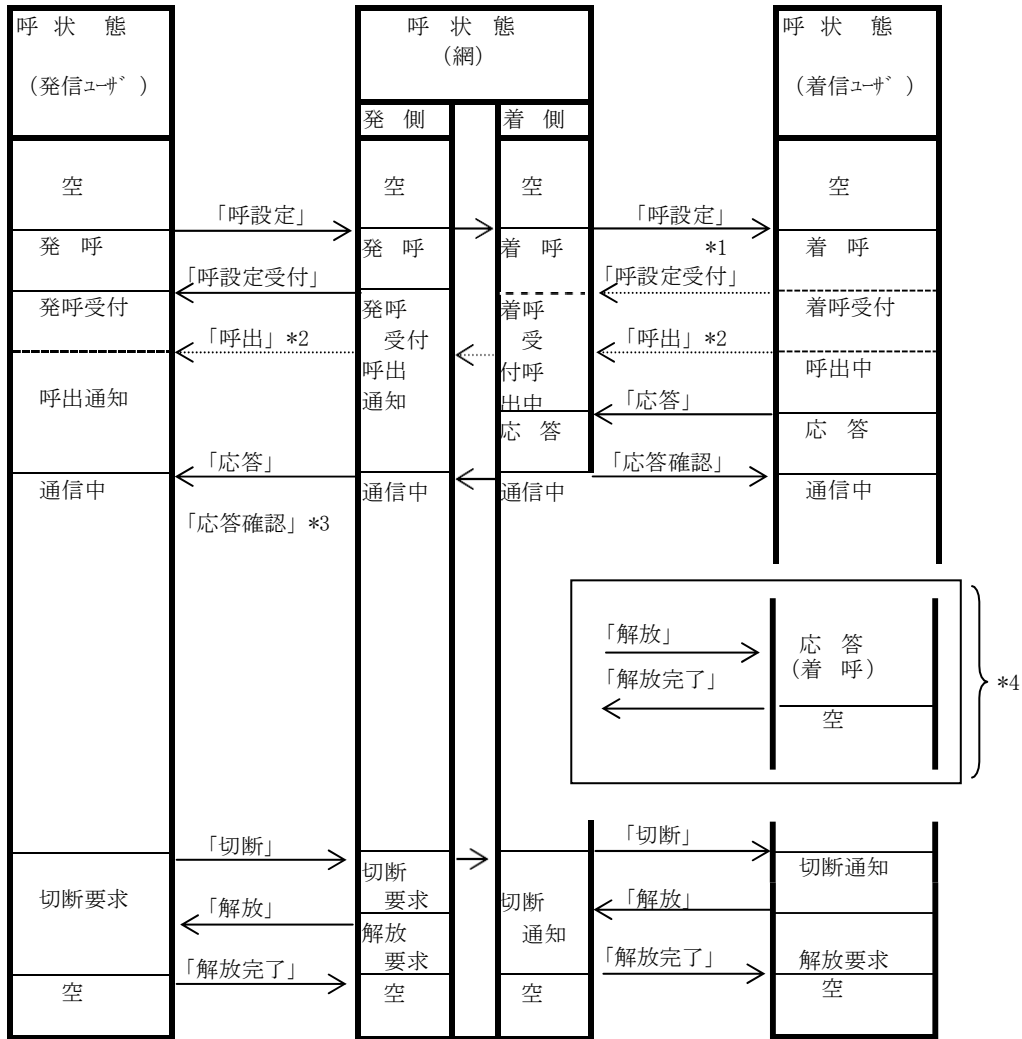 呼 状 態
(発信ﾕｰｻﾞ)
呼 状 態
(網)
呼 状 態
(着信ﾕｰｻﾞ)
発 側
着 側
空
空
空
空
「呼設定」
「呼設定」
*1
発 呼
発 呼
着 呼
着 呼
「呼設定受付」
「呼設定受付」
発呼受付
発呼
受付
着呼
受
付呼
出中
着呼受付
「呼出」*2
「呼出」*2
呼出通知
呼出
通知
呼出中
「応答」
応 答
応 答
「応答」
「応答確認」
通信中
通信中
通信中
通信中
「応答確認」*3
「解放」
応 答
(着 呼)
「解放完了」
空
*4
「切断」
「切断」
切断要求
切断
要求
切断
通知
切断通知
「解放」
「解放」
解放
要求
「解放完了」
「解放完了」
解放要求
空
空
空
空